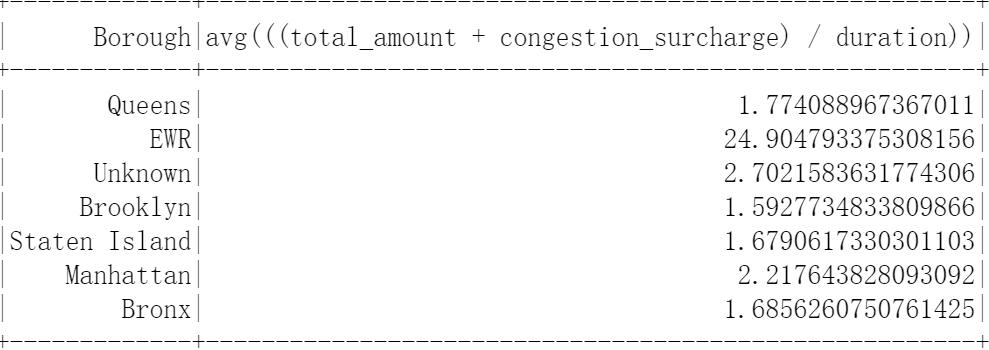 +-------------+---------------------------------------------------+
|      Borough|avg(((total_amount + congestion_surcharge) / duration))|
+-------------+---------------------------------------------------+
|       Queens|                                  1.774088967367011|
|          EWR|                                 24.904793375308156|
|      Unknown|                                 2.7021583631774306|
|     Brooklyn|                                 1.5927734833809866|
|Staten Island|                                 1.6790617330301103|
|    Manhattan|                                  2.217643828093092|
|        Bronx|                                 1.6856260750761425|
+-------------+---------------------------------------------------+